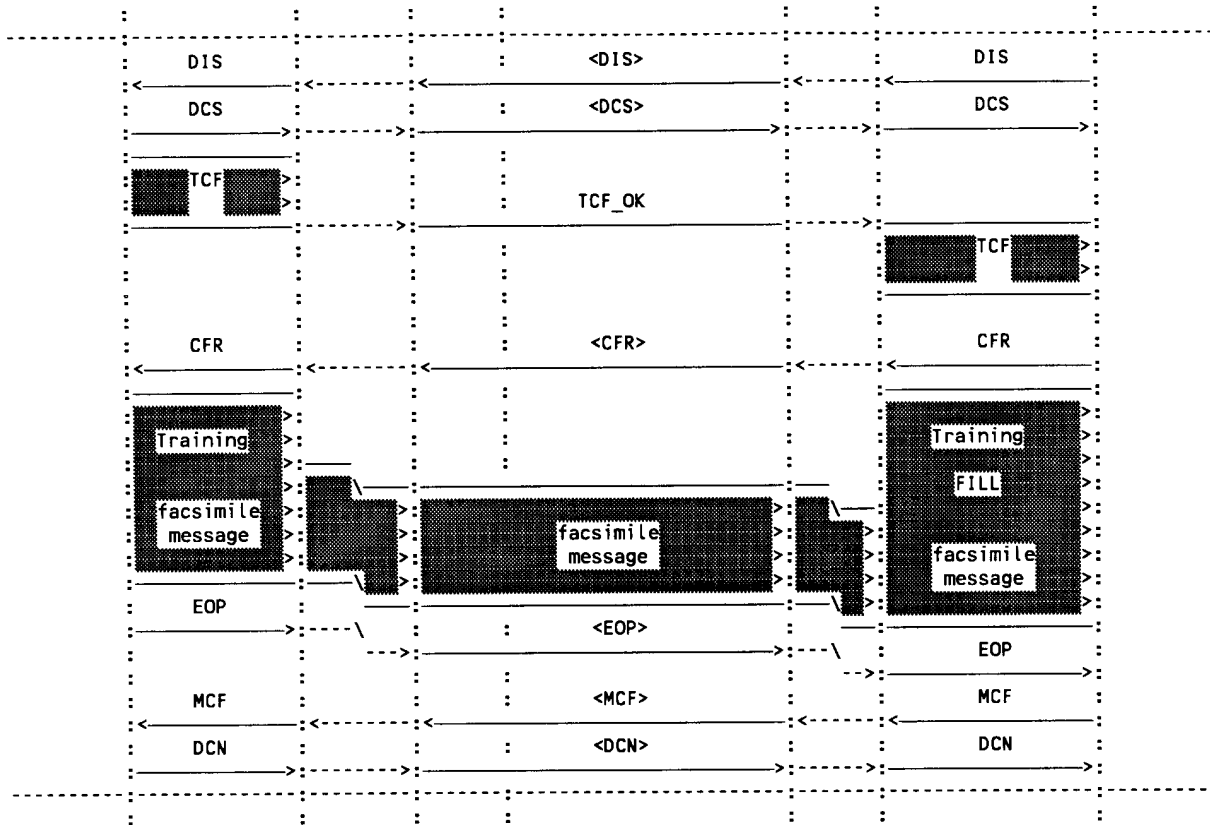 DIS <DIS> DIS
DCS <DCS> DCS
TCF
TCF_OK
TCF
CFR <CFR> CFR
Training Training
FILL
facsimile facsimile facsimile
message message message
EOP <EOP> EOP
MCF <MCF> MCF
DCN <DCN> DCN